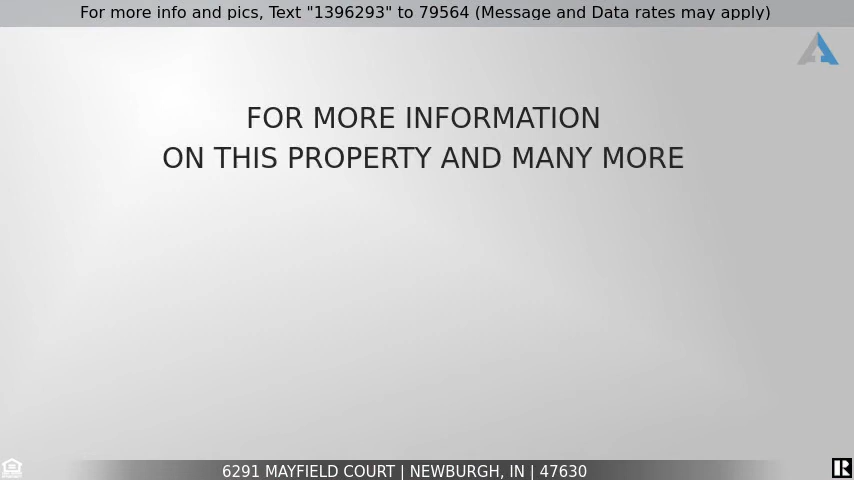 For more info and pics, Text "1396293" to 79564 (Message and Data rates may apply)
FOR MORE INFORMATION
ON THIS PROPERTY AND MANY MORE
6291 MAYFIELD COURT | NEWBURGH, IN | 47630